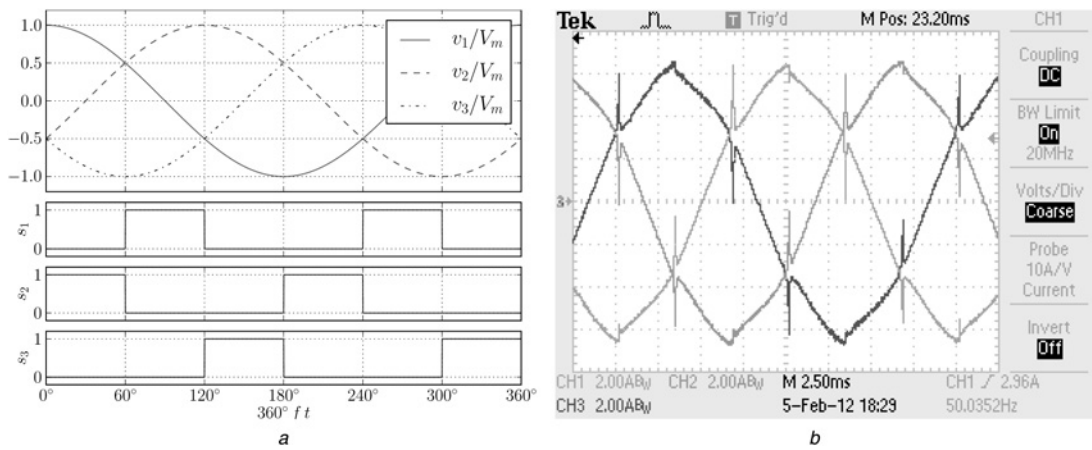 1.0
0.5
0.0
−0.5
−1.0
v₁/Vₘ
v₂/Vₘ
v₃/Vₘ
s₁
1
0
s₂
1
0
s₃
1
0
0° 60° 120° 180° 240° 300° 360°
360° f t
a
Tek
T Trig'd
M Pos: 23.20ms
CH1
Coupling
DC
BW Limit
On
20MHz
Volts/Div
Coarse
Probe
10A/V
Current
Invert
Off
3
CH1 2.00ABW CH2 2.00ABW M 2.50ms CH1 / 2.96A
CH3 2.00ABW 5-Feb-12 18:29 50.0352Hz
b